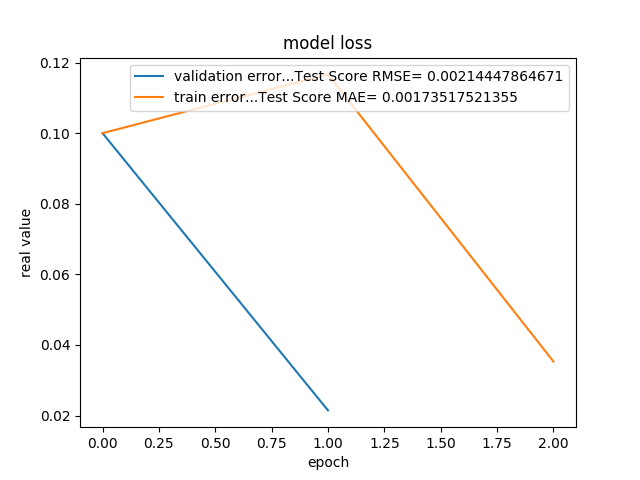 model loss
validation error...Test Score RMSE= 0.00214447864671
train error...Test Score MAE= 0.00173517521355
0.12
0.10
0.08
0.06
0.04
0.02
real value
0.00 0.25 0.50 0.75 1.00 1.25 1.50 1.75 2.00
epoch